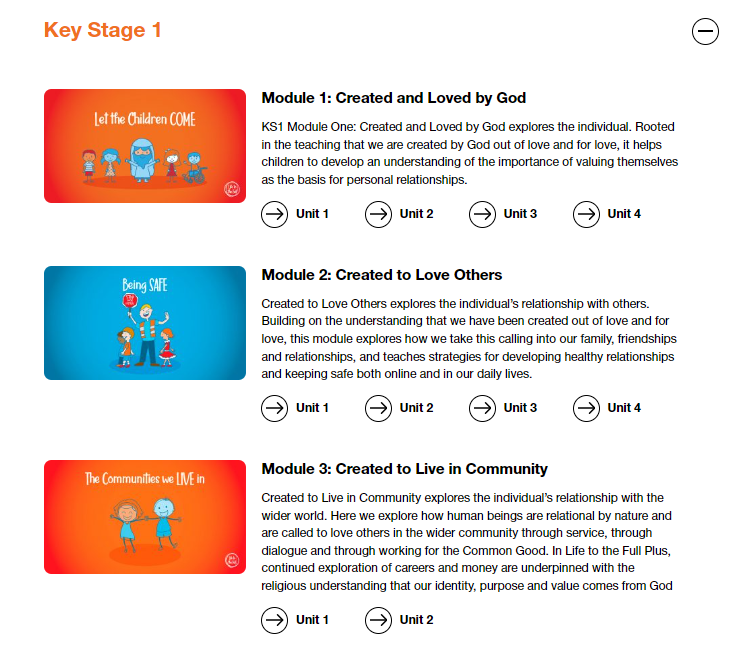 Key Stage 1
Let the Children COME
Module 1: Created and Loved by God
KS1 Module One: Created and Loved by God explores the individual. Rooted
in the teaching that we are created by God out of love and for love, it helps
children to develop an understanding of the importance of valuing themselves
as the basis for personal relationships.
Unit 1
Unit 2
Unit 3
Unit 4
Being SAFE
Module 2: Created to Love Others
Created to Love Others explores the individual’s relationship with others.
Building on the understanding that we have been created out of love and for
love, this module explores how we take this calling into our family, friendships
and relationships, and teaches strategies for developing healthy relationships
and keeping safe both online and in our daily lives.
Unit 1
Unit 2
Unit 3
Unit 4
The Communities we LIVE in
Module 3: Created to Live in Community
Created to Live in Community explores the individual’s relationship with the
wider world. Here we explore how human beings are relational by nature and
are called to love others in the wider community through service, through
dialogue and through working for the Common Good. In Life to the Full Plus,
continued exploration of careers and money are underpinned with the
religious understanding that our identity, purpose and value comes from God
Unit 1
Unit 2